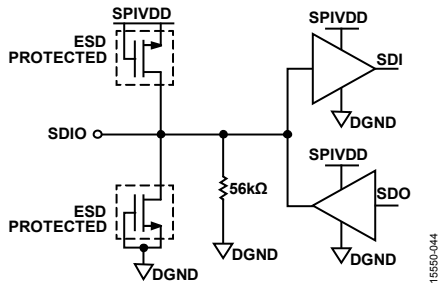 SPIVDD
ESD
PROTECTED
SPIVDD
SDI
DGND
SDIO
SPIVDD
56kΩ
SDO
ESD
PROTECTED
DGND
DGND
DGND
15550-044